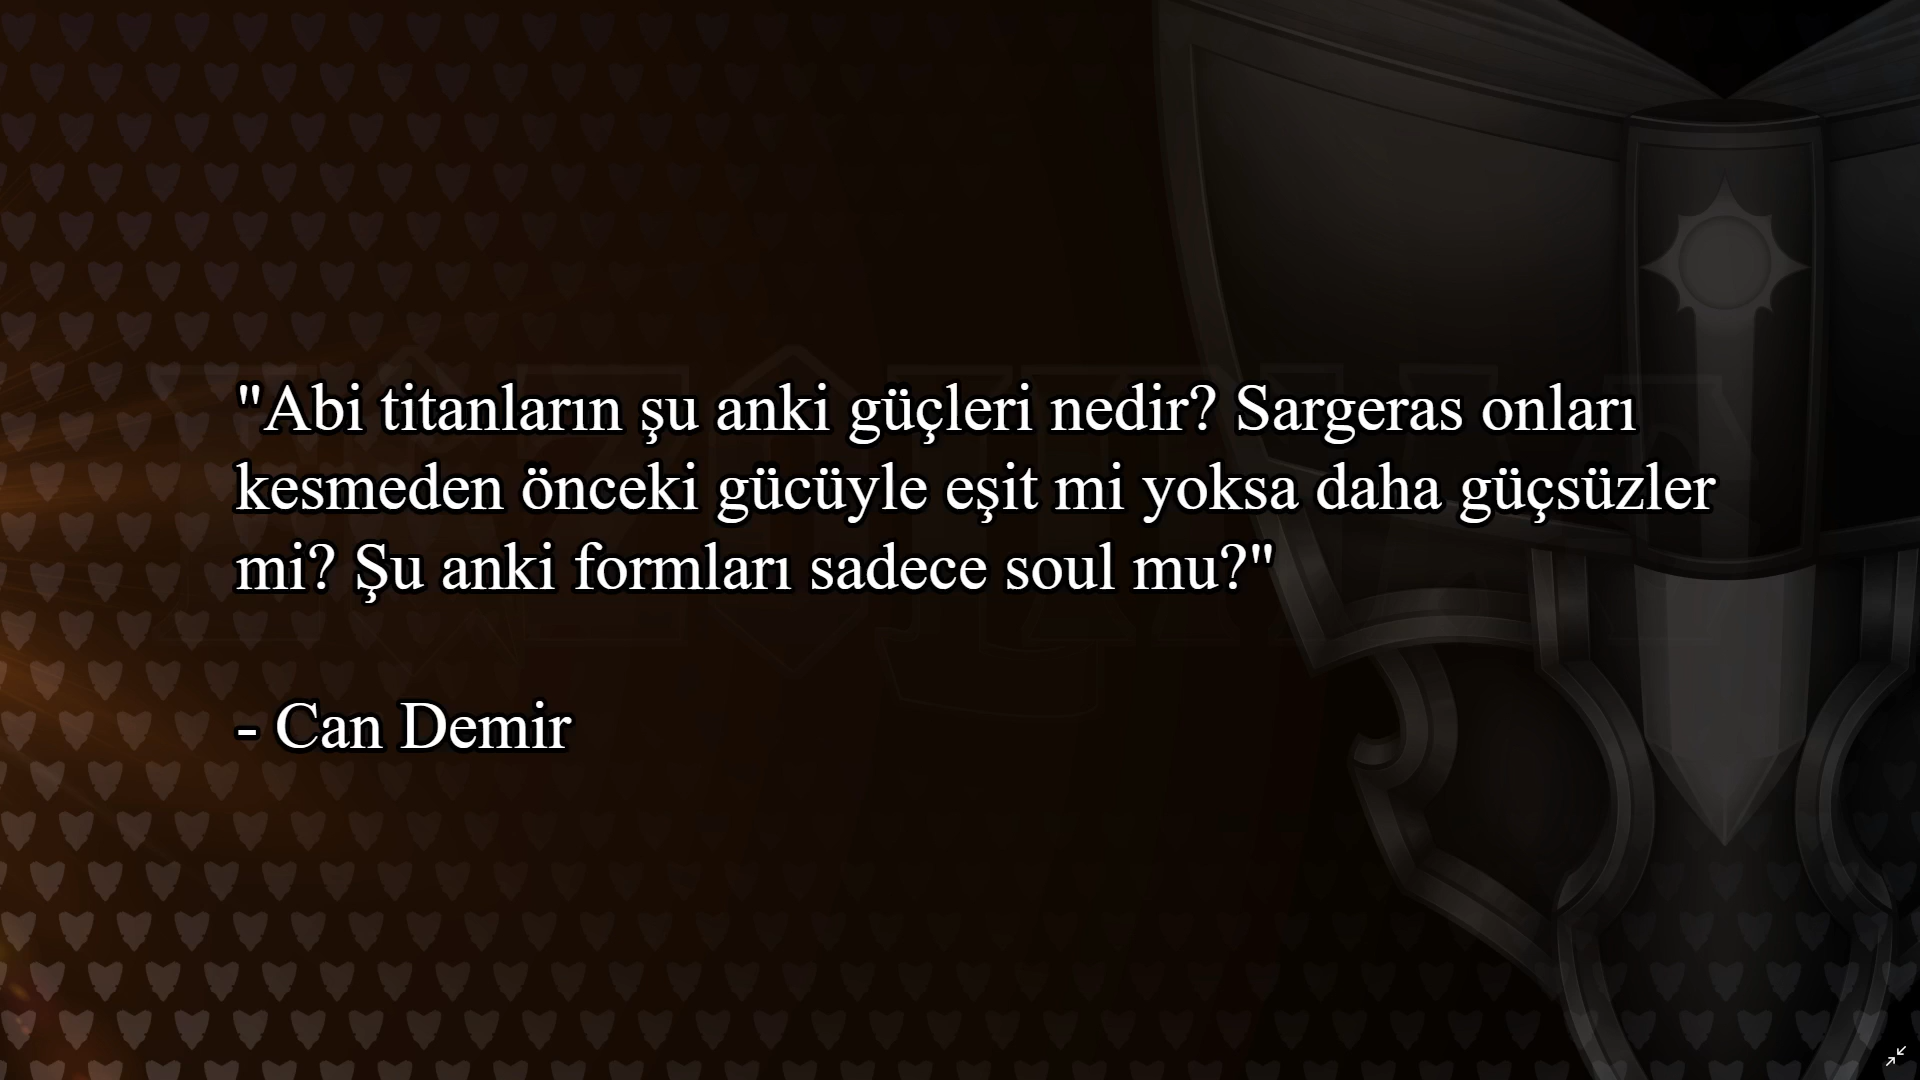 "Abi titanların şu anki güçleri nedir? Sargeras onları
kesmeden önceki gücüyle eşit mi yoksa daha güçsüzler
mi? Şu anki formları sadece soul mu?"
- Can Demir